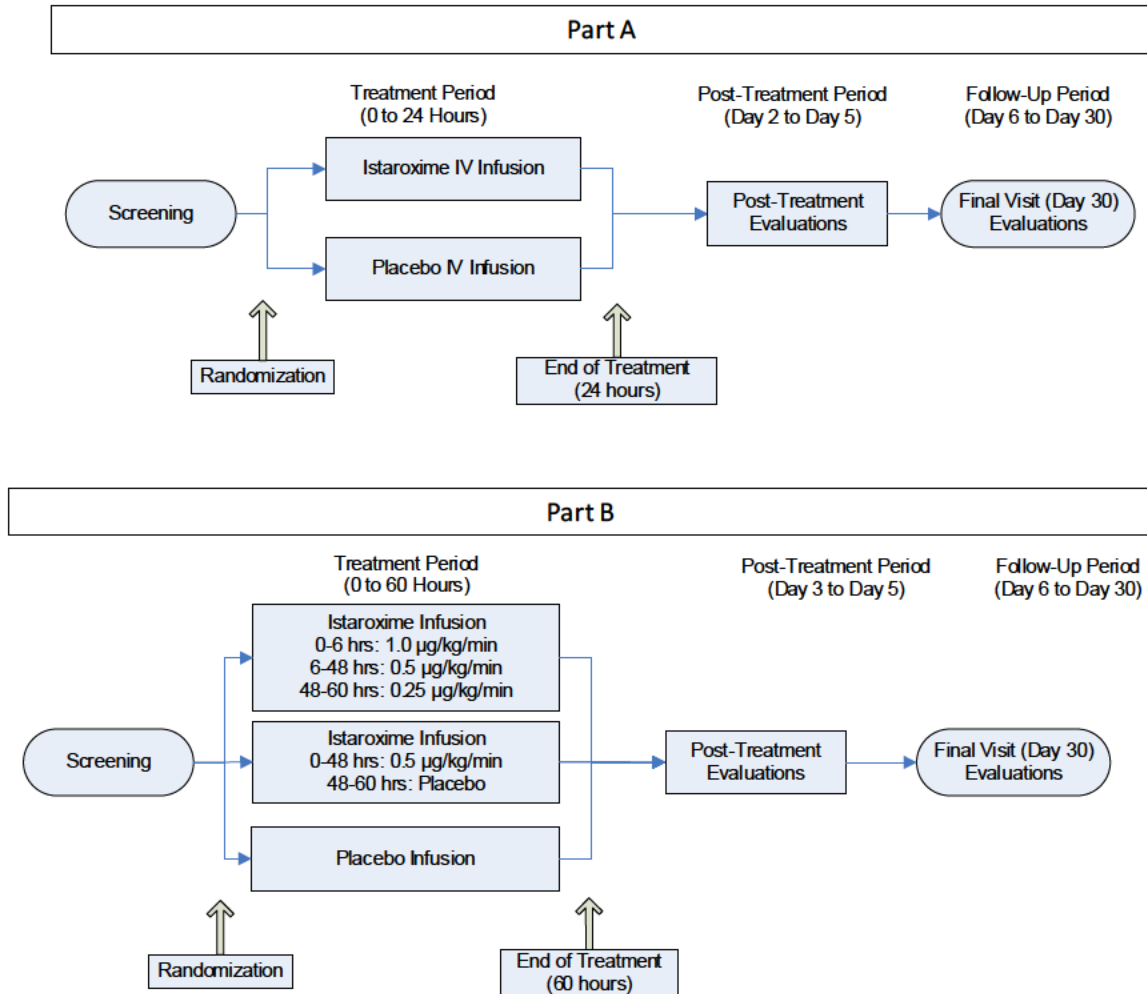 Part A
Treatment Period
(0 to 24 Hours)
Post-Treatment Period
(Day 2 to Day 5)
Follow-Up Period
(Day 6 to Day 30)
Screening
Istaroxime IV Infusion
Placebo IV Infusion
Post-Treatment
Evaluations
Final Visit (Day 30)
Evaluations
Randomization
End of Treatment
(24 hours)
Part B
Treatment Period
(0 to 60 Hours)
Post-Treatment Period
(Day 3 to Day 5)
Follow-Up Period
(Day 6 to Day 30)
Screening
Istaroxime Infusion
0-6 hrs: 1.0 µg/kg/min
6-48 hrs: 0.5 µg/kg/min
48-60 hrs: 0.25 µg/kg/min
Istaroxime Infusion
0-48 hrs: 0.5 µg/kg/min
48-60 hrs: Placebo
Placebo Infusion
Post-Treatment
Evaluations
Final Visit (Day 30)
Evaluations
Randomization
End of Treatment
(60 hours)